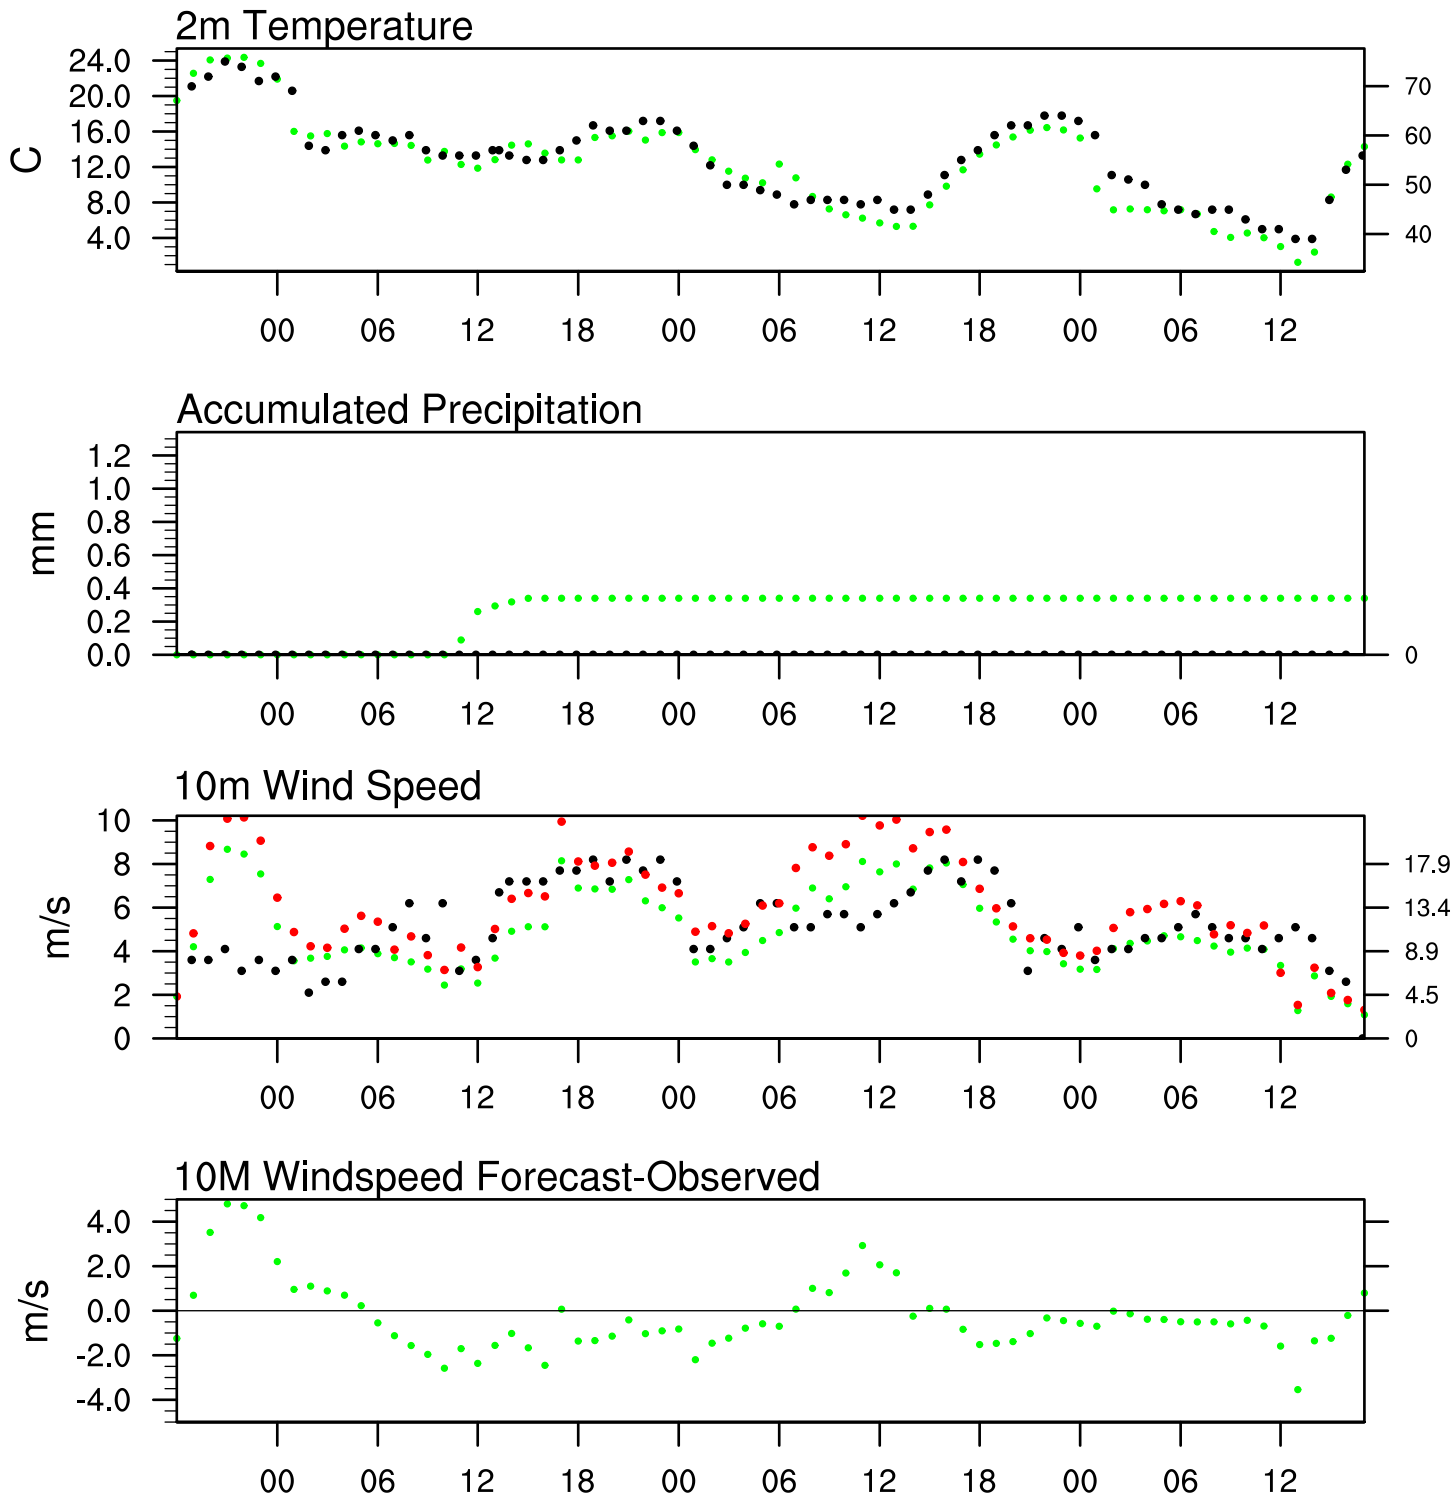 2m Temperature
24.0
20.0
16.0
12.0
8.0
4.0
C
70
60
50
40
00 06 12 18 00 06 12 18 00 06 12
Accumulated Precipitation
1.2
1.0
0.8
0.6
0.4
0.2
0.0
mm
0
00 06 12 18 00 06 12 18 00 06 12
10m Wind Speed
10
8
6
4
2
0
m/s
17.9
13.4
8.9
4.5
0
00 06 12 18 00 06 12 18 00 06 12
10M Windspeed Forecast-Observed
4.0
2.0
0.0
-2.0
-4.0
m/s
00 06 12 18 00 06 12 18 00 06 12